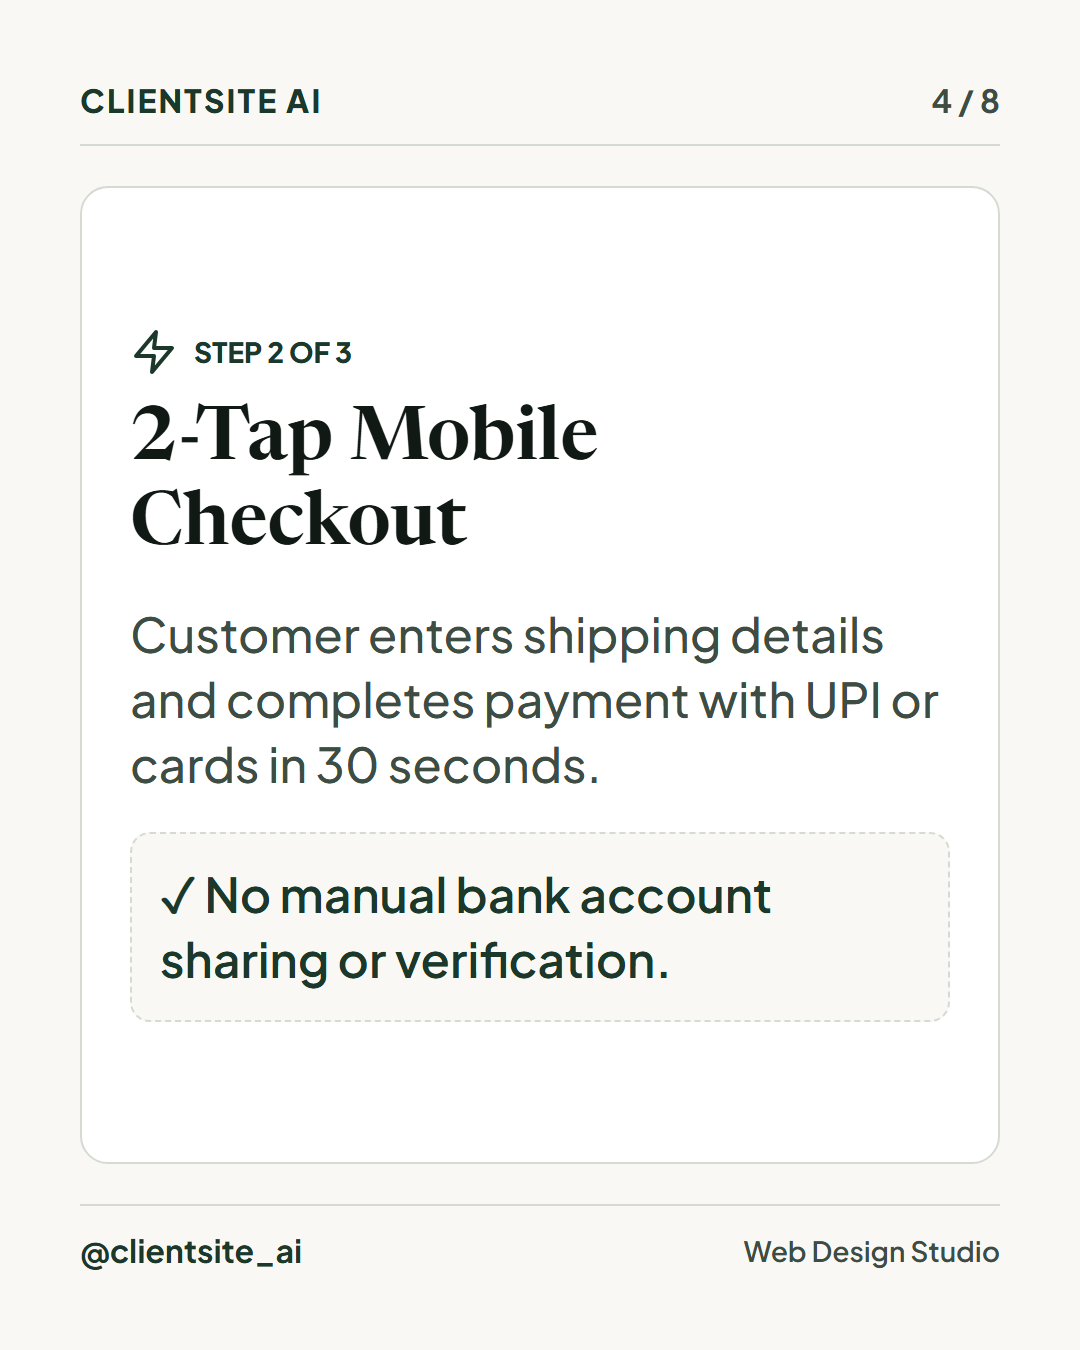 CLIENTSITE AI
4 / 8
STEP 2 OF 3
2-Tap Mobile
Checkout
Customer enters shipping details
and completes payment with UPI or
cards in 30 seconds.
✓ No manual bank account
sharing or verification.
@clientsite_ai
Web Design Studio